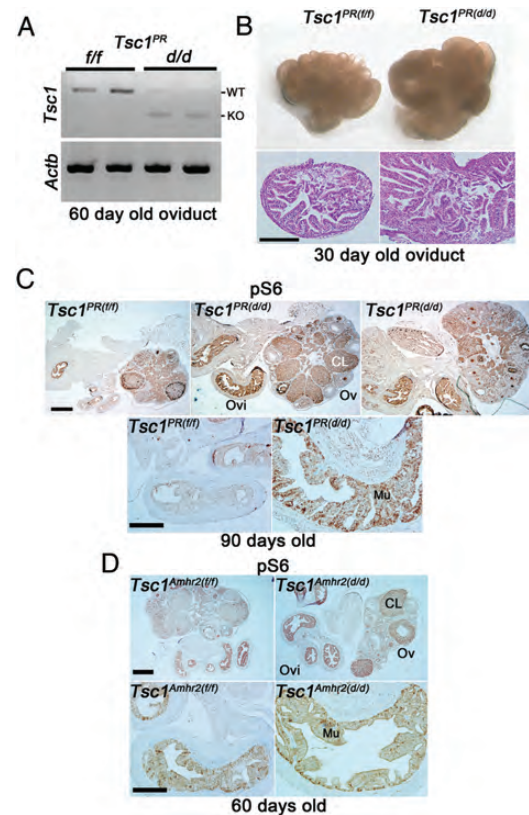 A
Tsc1PR
f/f d/d
Tsc1
WT
KO
Actb
60 day old oviduct
B
Tsc1PR(f/f) Tsc1PR(d/d)
30 day old oviduct
C
pS6
Tsc1PR(f/f) Tsc1PR(d/d) Tsc1PR(d/d)
CL
Ovi Ov
Tsc1PR(f/f) Tsc1PR(d/d)
Mu
90 days old
D
pS6
Tsc1Amhr2(f/f) Tsc1Amhr2(d/d)
CL
Ovi Ov
Tsc1Amhr2(f/f) Tsc1Amhr2(d/d)
Mu
60 days old